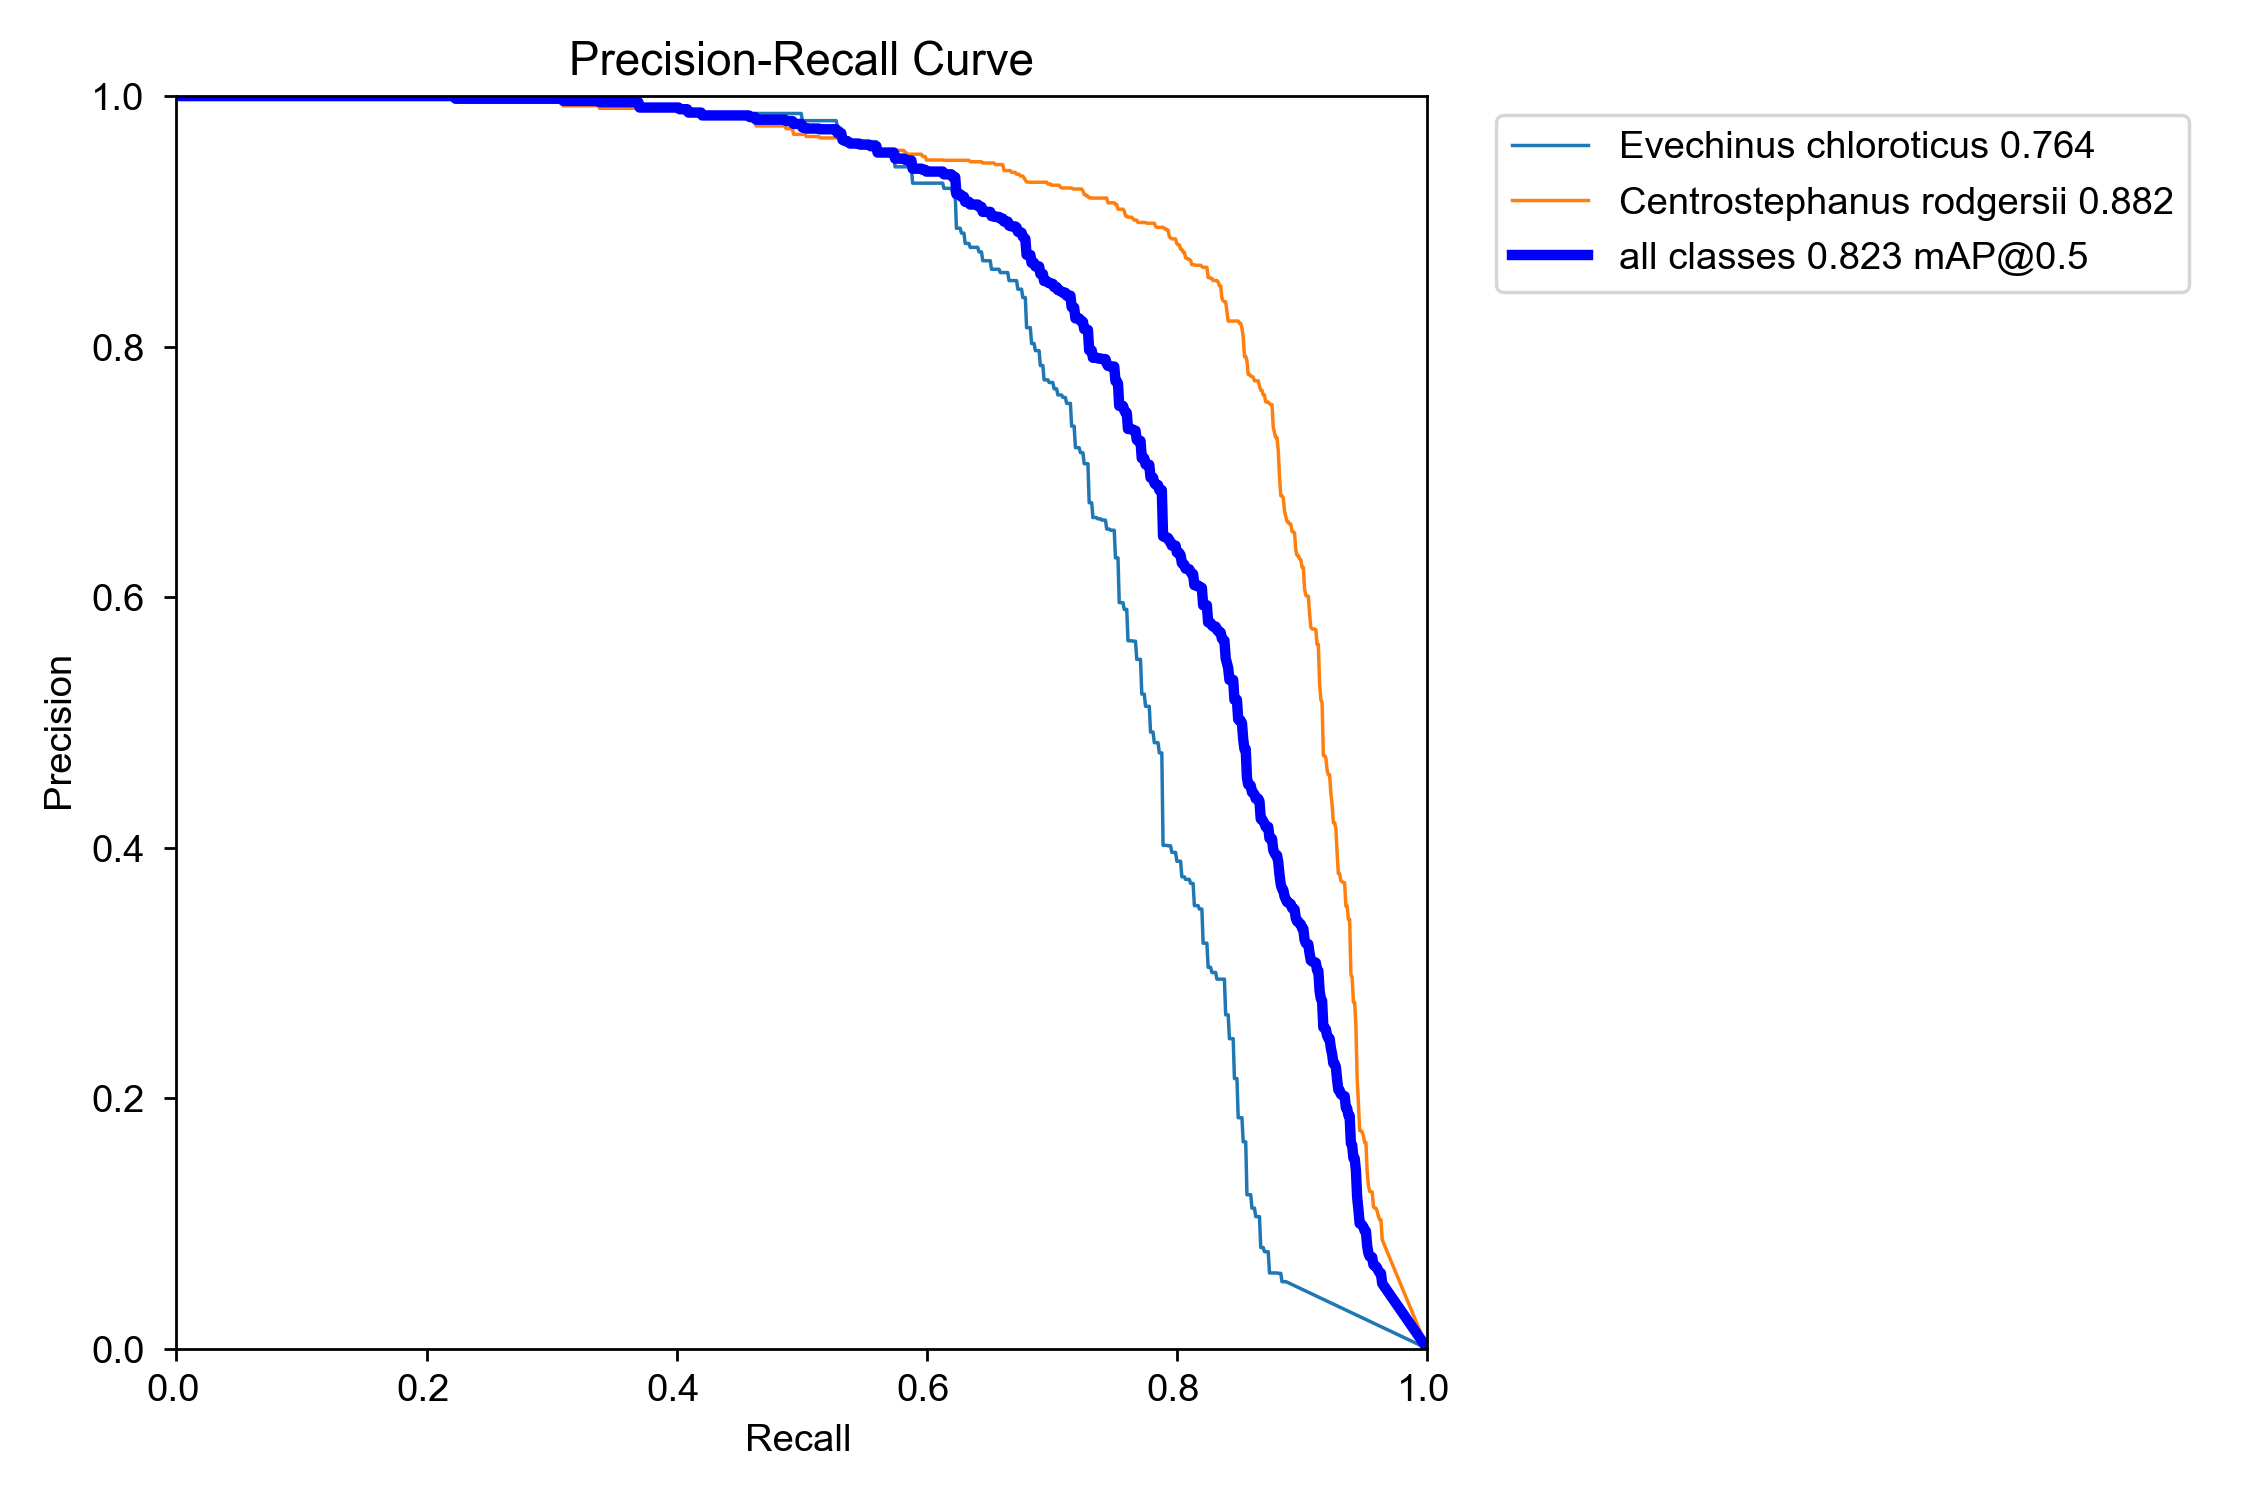 Precision-Recall Curve
1.0
0.8
0.6
0.4
0.2
0.0
Precision
0.0 0.2 0.4 0.6 0.8 1.0
Recall
Evechinus chloroticus 0.764
Centrostephanus rodgersii 0.882
all classes 0.823 mAP@0.5